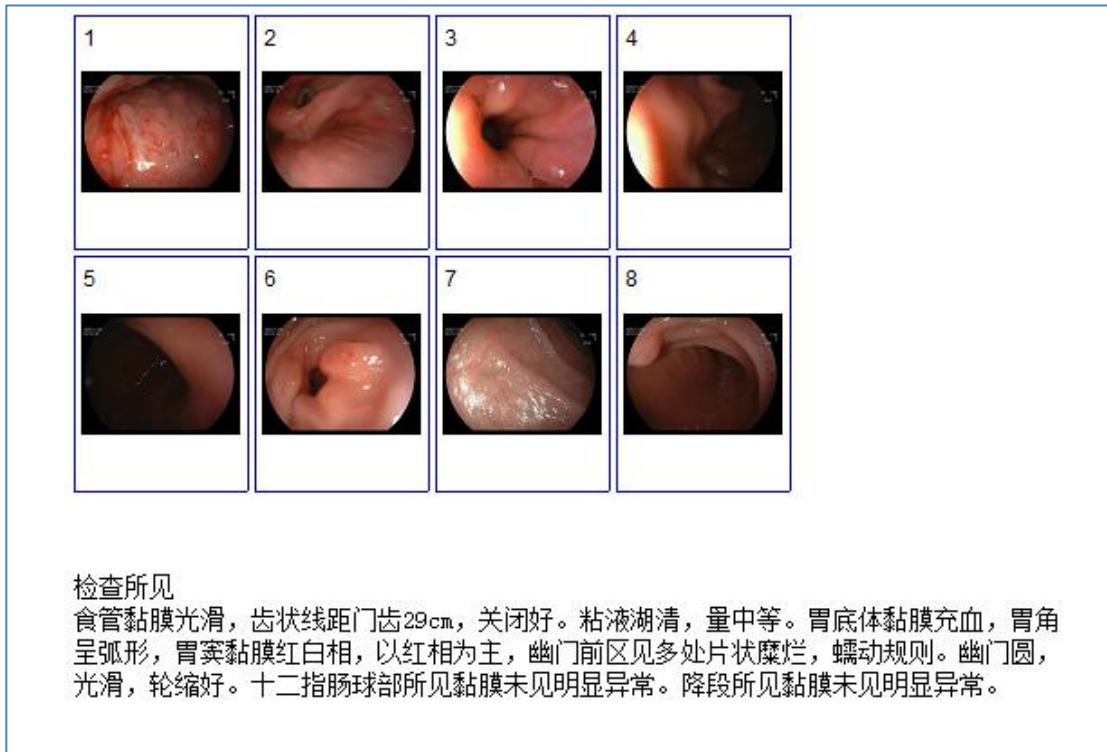 1
2
3
4
5
6
7
8
检查所见
食管黏膜光滑，齿状线距门齿29cm，关闭好。粘液湖清，量中等。胃底体黏膜充血，胃角
呈弧形，胃窦黏膜红白相，以红相为主，幽门前区见多处片状糜烂，蠕动规则。幽门圆，
光滑，轮缩好。十二指肠球部所见黏膜未见明显异常。降段所见黏膜未见明显异常。